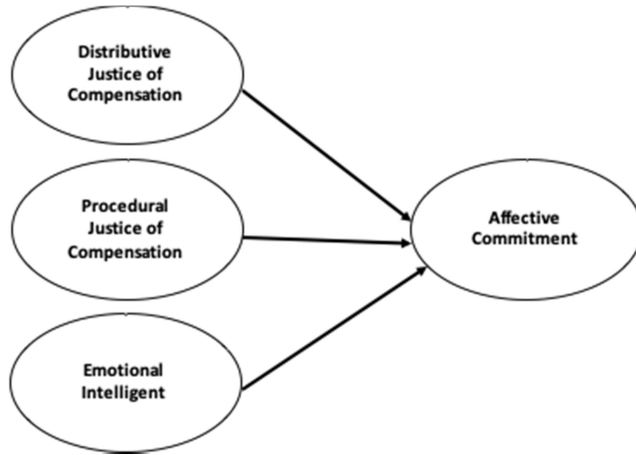 Distributive
Justice of
Compensation
Procedural
Justice of
Compensation
Affective
Commitment
Emotional
Intelligent